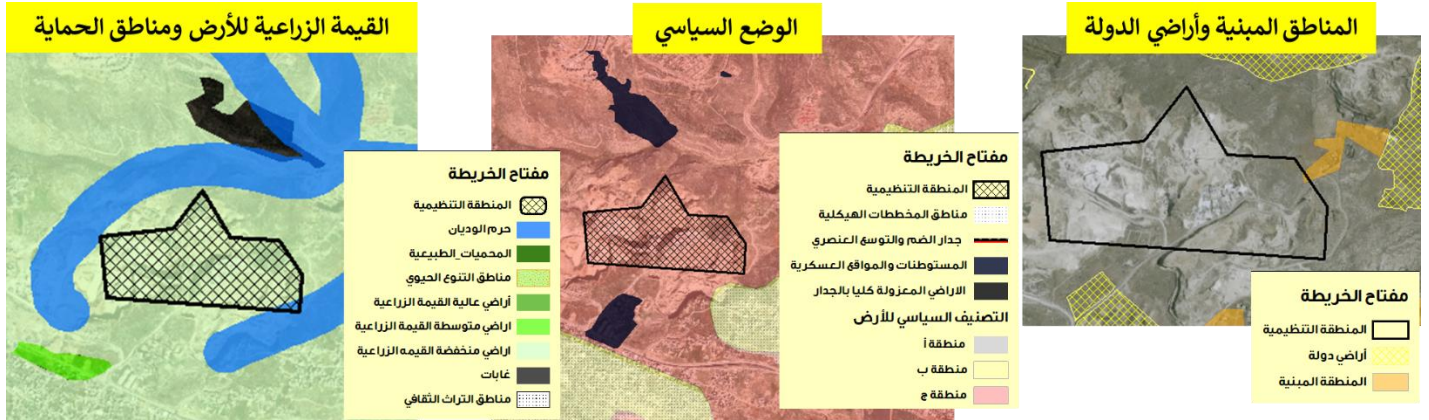 المناطق المبنية وأراضي الدولة
مفتاح الخريطة
المنطقة التنظيمية
أراضي دولة
المنطقة المبنية
الوضع السياسي
مفتاح الخريطة
المنطقة التنظيمية
مناطق المخططات الهيكلية
جدار الضم والتوسع العنصري
المستوطنات والمواقع العسكرية
الاراضي المعزولة كليا بالجدار
التصنيف السياسي للأرض
منطقة أ
منطقة ب
منطقة ج
القيمة الزراعية للأرض ومناطق الحماية
مفتاح الخريطة
المنطقة التنظيمية
حرم الوديان
المحميات_الطبيعية
مناطق التنوع الحيوي
أراضي عالية القيمة الزراعية
اراضي متوسطة القيمة الزراعية
اراضي منخفضة القيمه الزراعية
غابات
مناطق التراث الثقافي